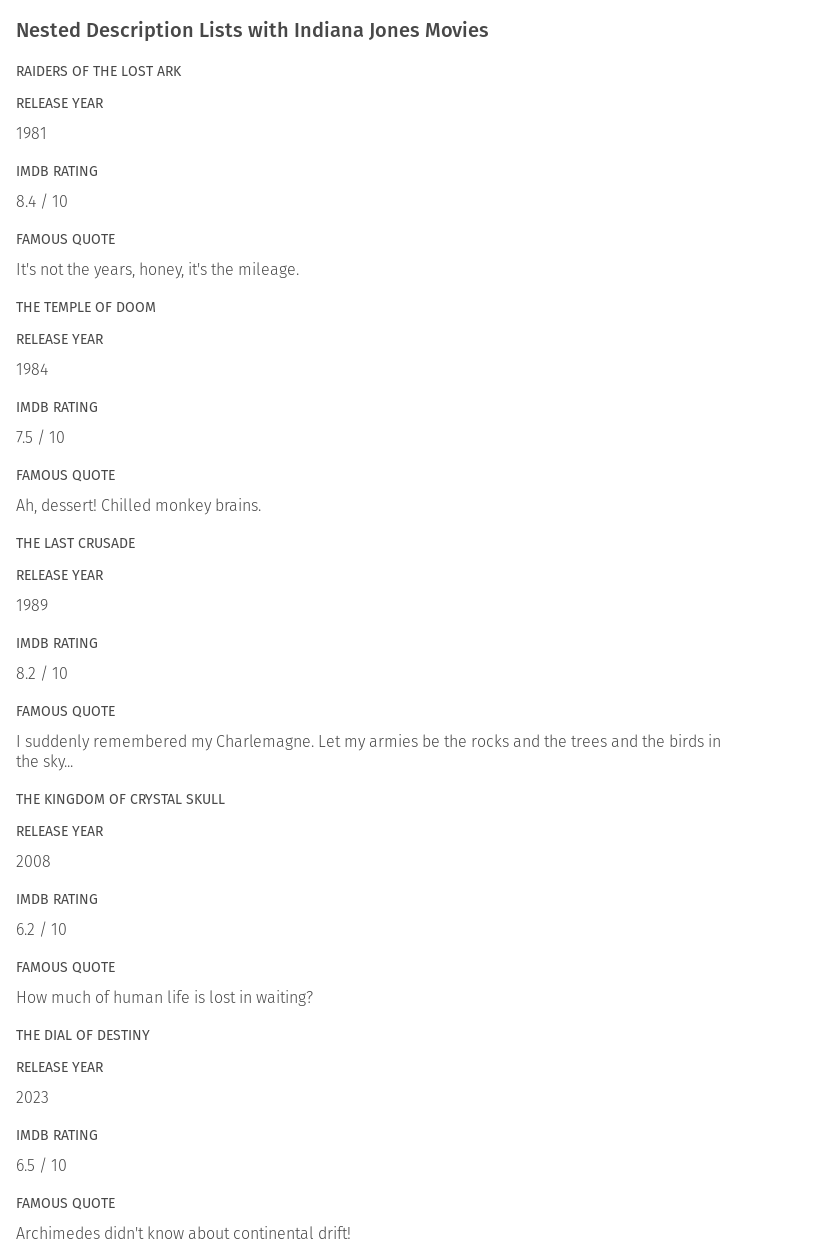 Nested Description Lists with Indiana Jones Movies
RAIDERS OF THE LOST ARK
RELEASE YEAR
1981
IMDB RATING
8.4 / 10
FAMOUS QUOTE
It's not the years, honey, it's the mileage.
THE TEMPLE OF DOOM
RELEASE YEAR
1984
IMDB RATING
7.5 / 10
FAMOUS QUOTE
Ah, dessert! Chilled monkey brains.
THE LAST CRUSADE
RELEASE YEAR
1989
IMDB RATING
8.2 / 10
FAMOUS QUOTE
I suddenly remembered my Charlemagne. Let my armies be the rocks and the trees and the birds in
the sky...
THE KINGDOM OF CRYSTAL SKULL
RELEASE YEAR
2008
IMDB RATING
6.2 / 10
FAMOUS QUOTE
How much of human life is lost in waiting?
THE DIAL OF DESTINY
RELEASE YEAR
2023
IMDB RATING
6.5 / 10
FAMOUS QUOTE
Archimedes didn't know about continental drift!